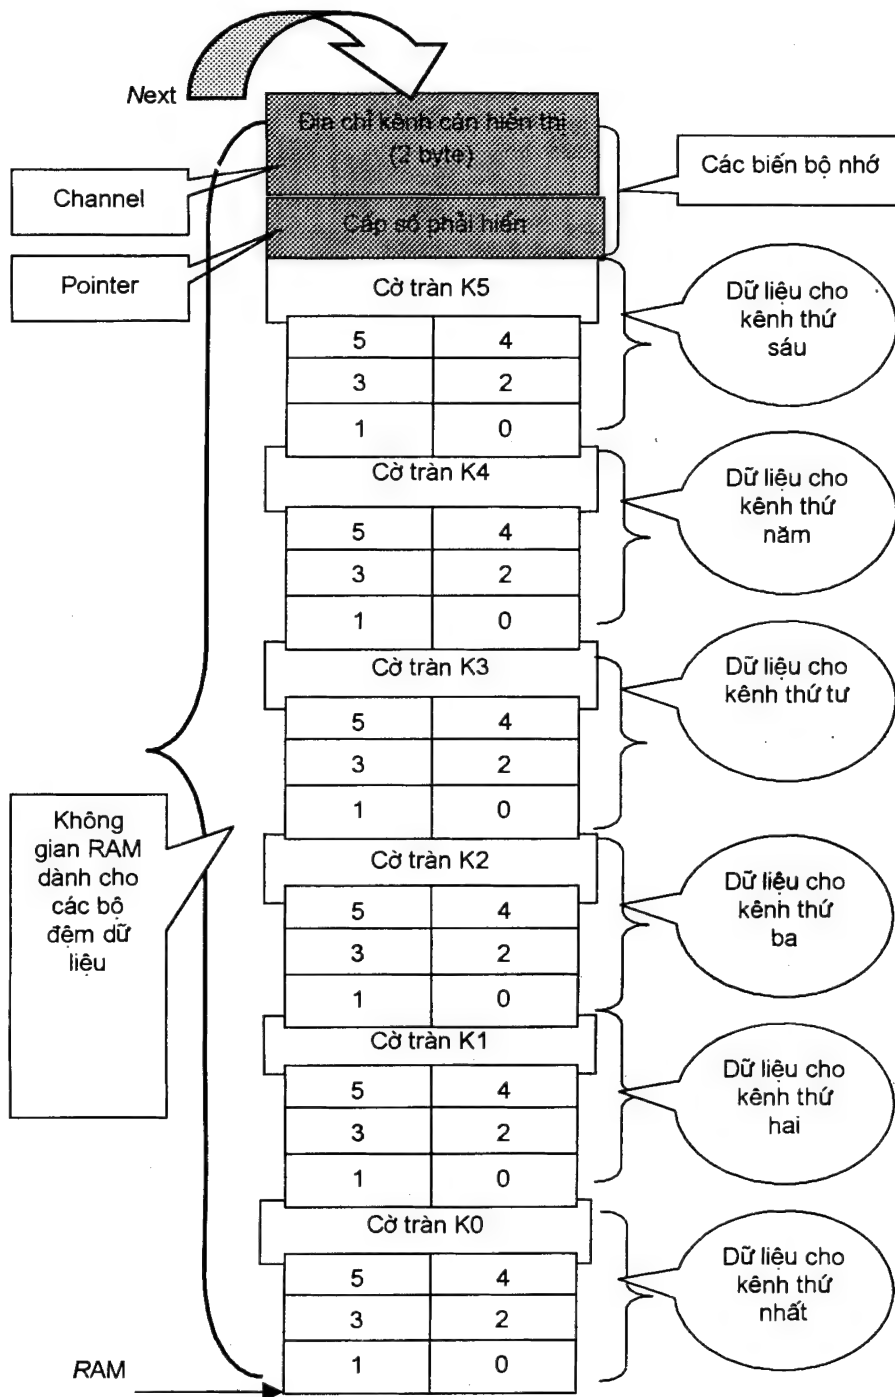 Next
Địa chỉ kênh cần hiển thị
(2 byte)
Các biến bộ nhớ
Channel
Cấp số phải hiển
Pointer
Cờ tràn K5
5 4
3 2
1 0
Dữ liệu cho
kênh thứ
sáu
Cờ tràn K4
5 4
3 2
1 0
Dữ liệu cho
kênh thứ
năm
Cờ tràn K3
5 4
3 2
1 0
Dữ liệu cho
kênh thứ tư
Không
gian RAM
dành cho
các bộ
đệm dữ
liệu
Cờ tràn K2
5 4
3 2
1 0
Dữ liệu cho
kênh thứ
ba
Cờ tràn K1
5 4
3 2
1 0
Dữ liệu cho
kênh thứ
hai
Cờ tràn K0
5 4
3 2
1 0
Dữ liệu cho
kênh thứ
nhất
RAM